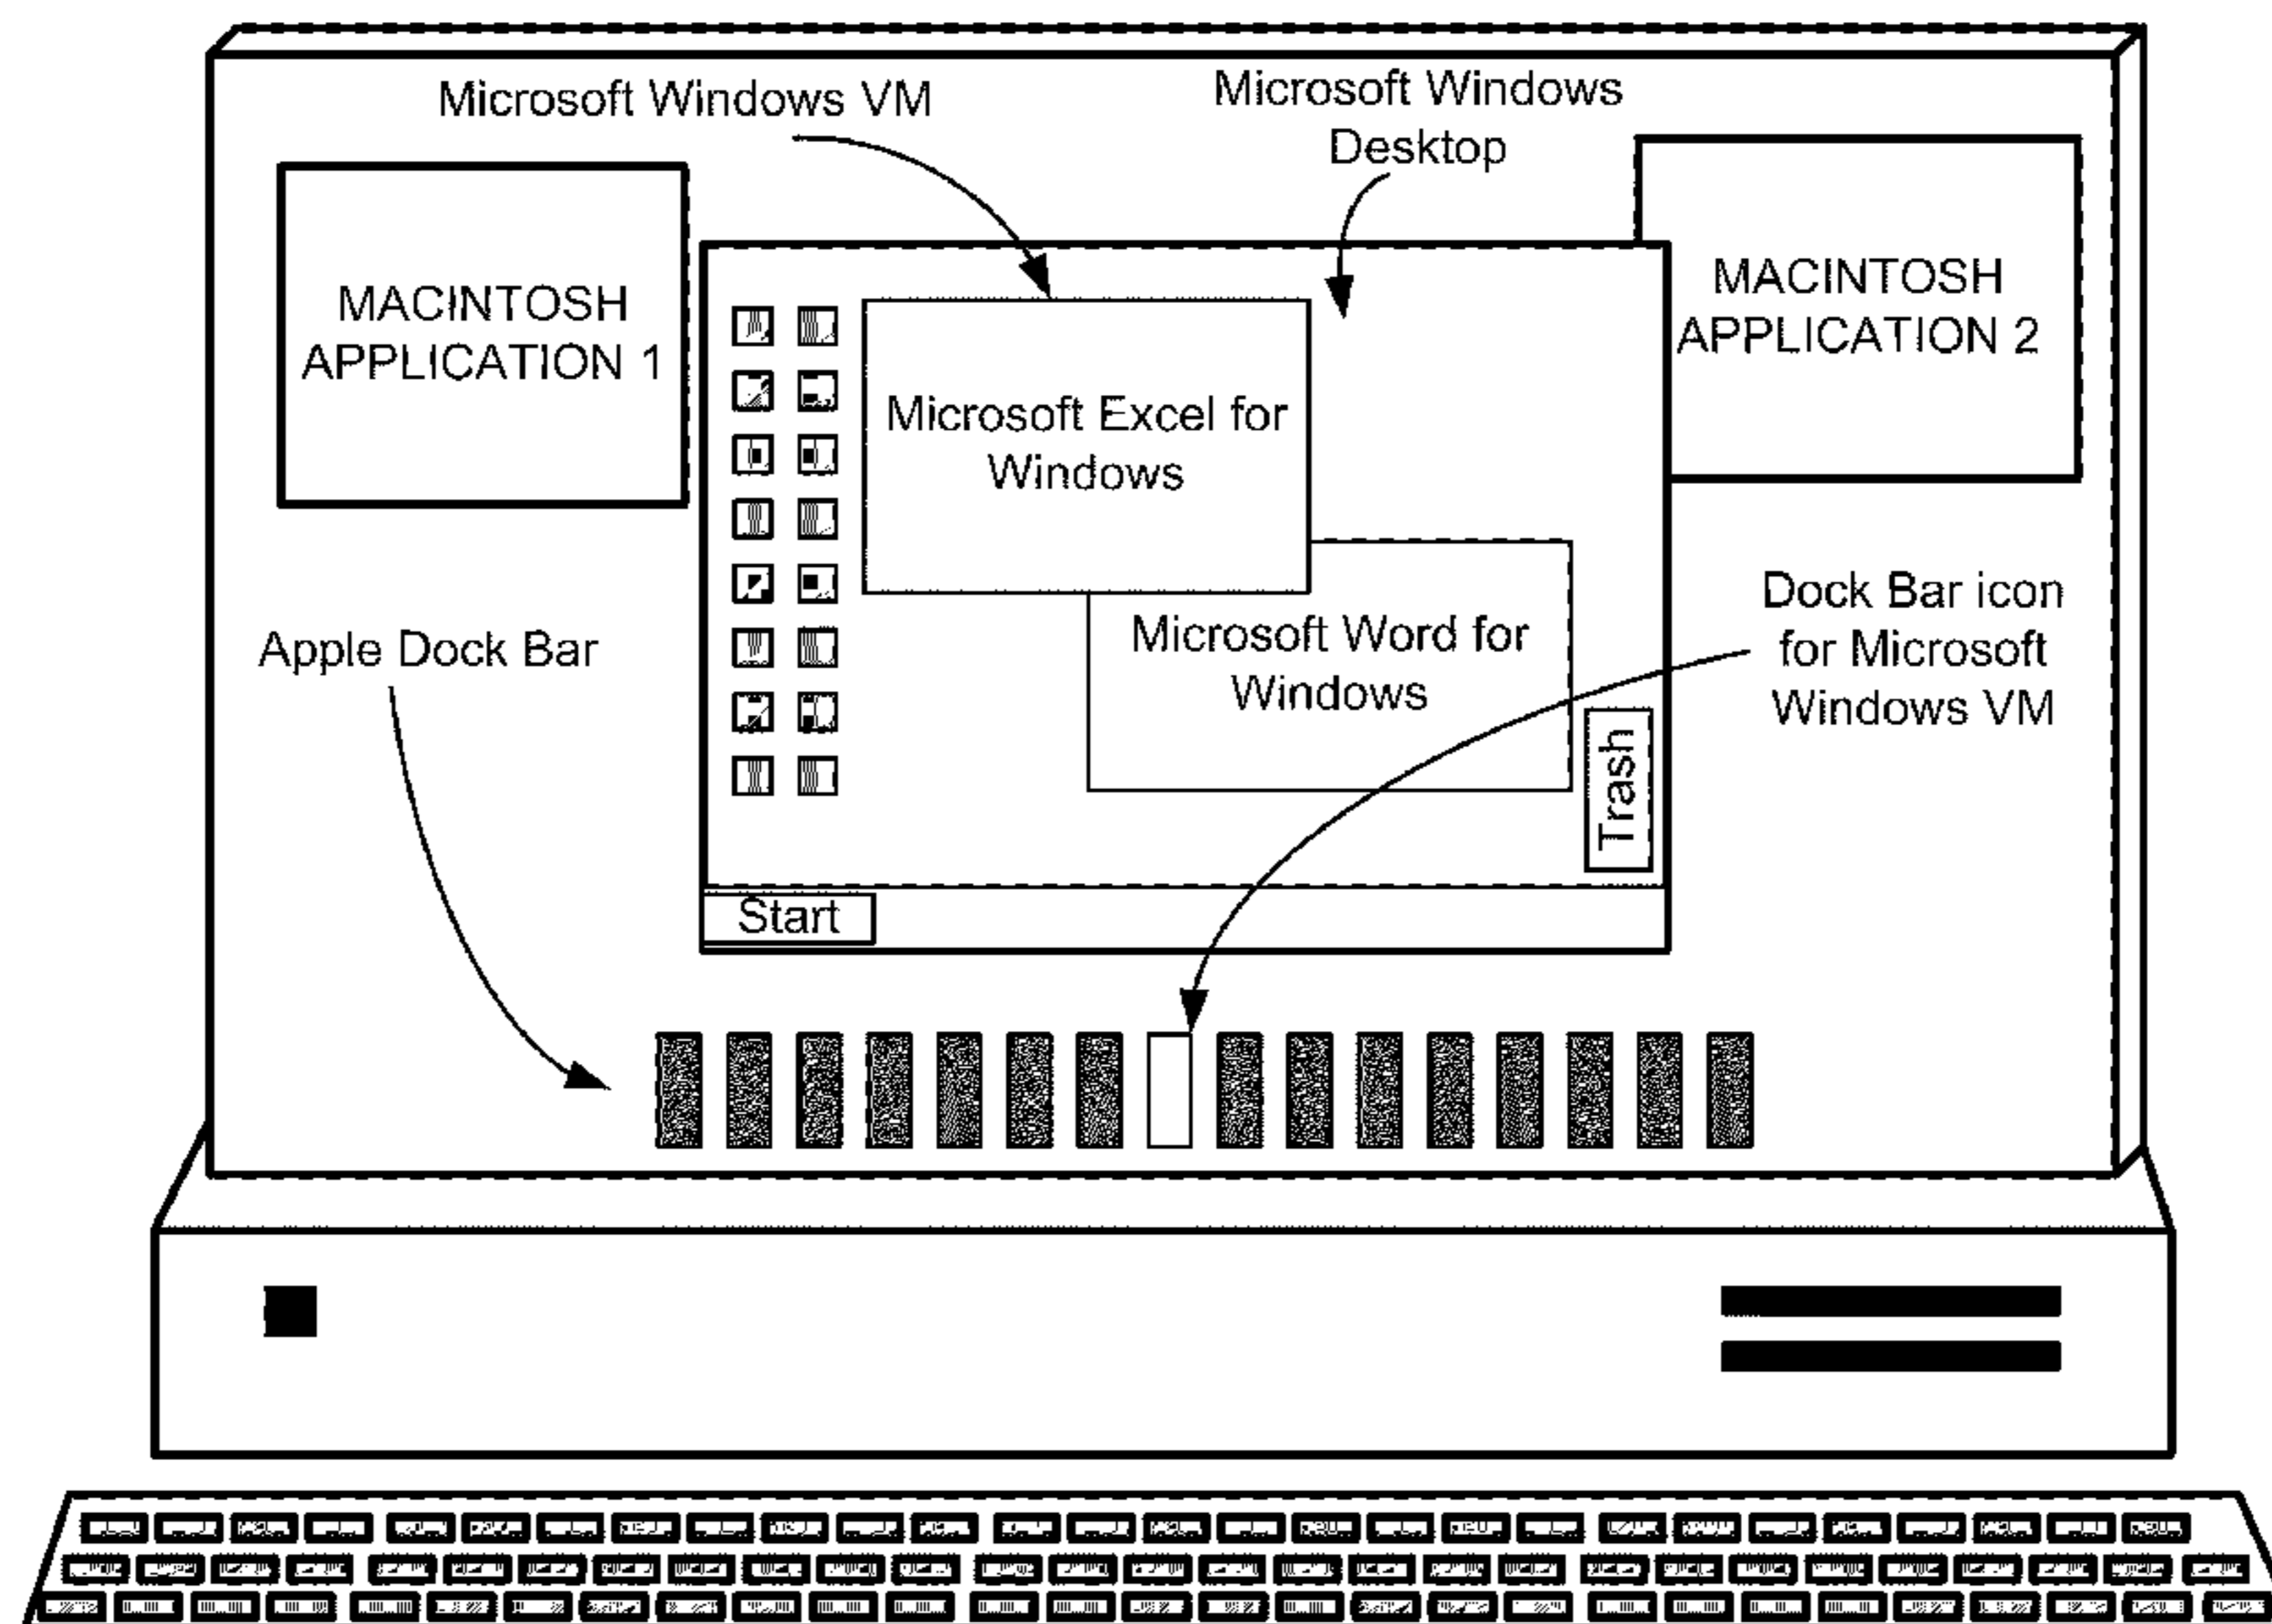 Microsoft Windows VM
Microsoft Windows
Desktop
MACINTOSH
APPLICATION 1
MACINTOSH
APPLICATION 2
Microsoft Excel for
Windows
Apple Dock Bar
Microsoft Word for
Windows
Dock Bar icon
for Microsoft
Windows VM
Trash
Start